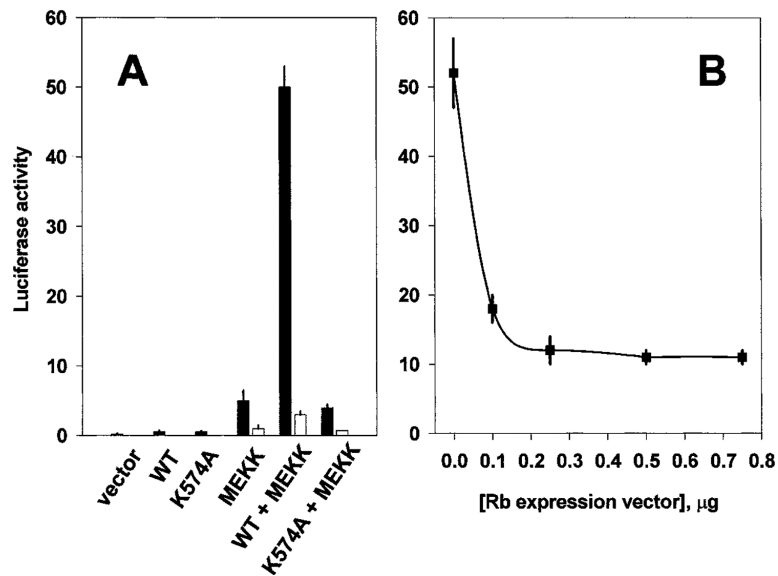 A
B
Luciferase activity
60
50
40
30
20
10
0
vector
WT
K574A
MEKK
WT + MEKK
K574A + MEKK
60
50
40
30
20
10
0
0.0 0.1 0.2 0.3 0.4 0.5 0.6 0.7 0.8
[Rb expression vector], μg